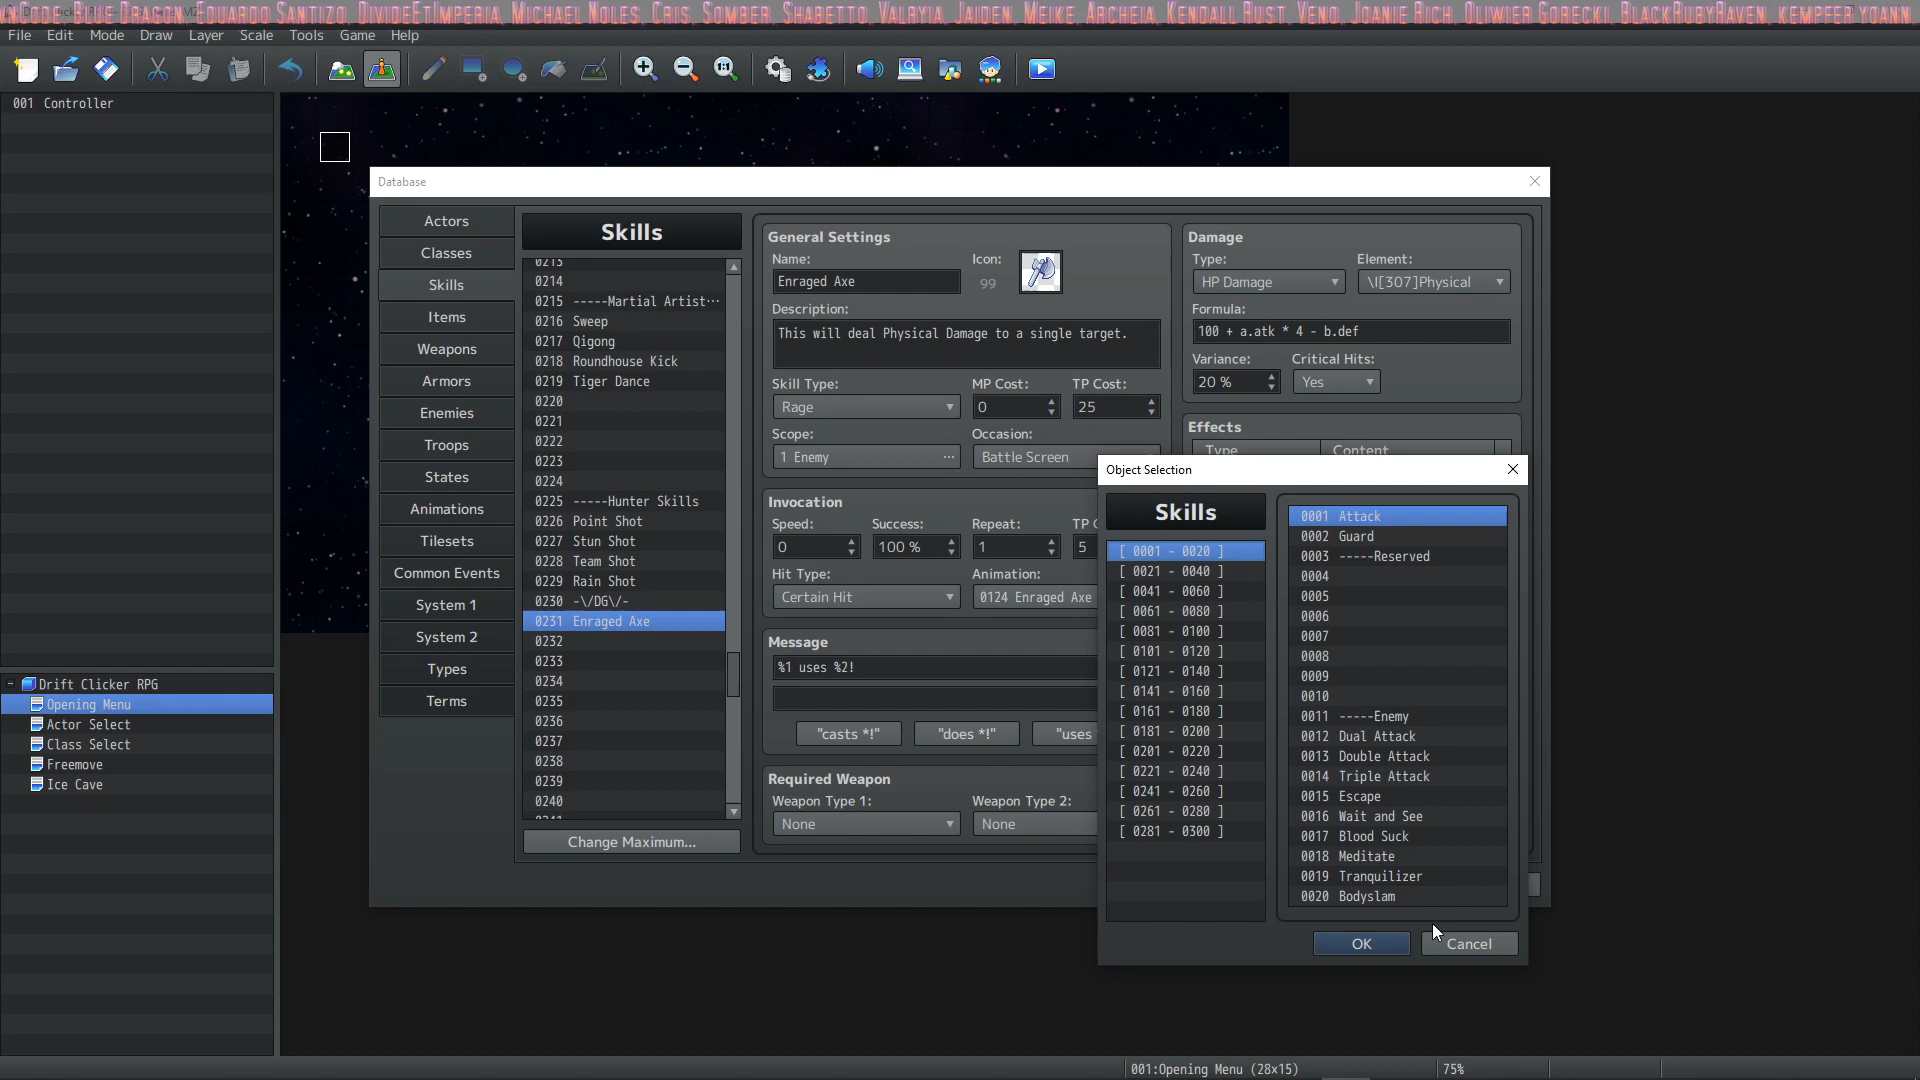 Eduardo Santizo, DivideEtImperia, Michael Noles, Cris, Somber, Shabetto, Valryia, Jaiden, Meike, Archeia, Kendall Rust, Veno, Joanie Rich, Oliwier Gobecki, BlackRubyRaven, kempfer, yoann
File Edit Mode Draw Layer Scale Tools Game Help
001 Controller
Database
Actors
Classes
Skills
Items
Weapons
Armors
Enemies
Troops
States
Animations
Tilesets
Common Events
System 1
System 2
Types
Terms
Skills
0213
0214
0215 -----Martial Artist…
0216 Sweep
0217 Qigong
0218 Roundhouse Kick
0219 Tiger Dance
0220
0221
0222
0223
0224
0225 -----Hunter Skills
0226 Point Shot
0227 Stun Shot
0228 Team Shot
0229 Rain Shot
0230 -\/DG\/-
0231 Enraged Axe
0232
0233
0234
0235
0236
0237
0238
0239
0240
0241
Change Maximum...
General Settings
Name: Icon:
Enraged Axe 99
Description:
This will deal Physical Damage to a single target.
Skill Type: MP Cost: TP Cost:
Rage 0 25
Scope: Occasion:
1 Enemy ... Battle Screen
Invocation
Speed: Success: Repeat: TP
0 100 % 1 5
Hit Type: Animation:
Certain Hit 0124 Enraged Axe
Message
%1 uses %2!
"casts *!" "does *!" "uses
Required Weapon
Weapon Type 1: Weapon Type 2:
None None
Damage
Type: Element:
HP Damage \I[307]Physical
Formula:
100 + a.atk * 4 - b.def
Variance: Critical Hits:
20 % Yes
Effects
Type Content
Object Selection
Skills
[ 0001 - 0020 ]
[ 0021 - 0040 ]
[ 0041 - 0060 ]
[ 0061 - 0080 ]
[ 0081 - 0100 ]
[ 0101 - 0120 ]
[ 0121 - 0140 ]
[ 0141 - 0160 ]
[ 0161 - 0180 ]
[ 0181 - 0200 ]
[ 0201 - 0220 ]
[ 0221 - 0240 ]
[ 0241 - 0260 ]
[ 0261 - 0280 ]
[ 0281 - 0300 ]
0001 Attack
0002 Guard
0003 -----Reserved
0004
0005
0006
0007
0008
0009
0010
0011 -----Enemy
0012 Dual Attack
0013 Double Attack
0014 Triple Attack
0015 Escape
0016 Wait and See
0017 Blood Suck
0018 Meditate
0019 Tranquilizer
0020 Bodyslam
OK Cancel
Drift Clicker RPG
Opening Menu
Actor Select
Class Select
Freemove
Ice Cave
001:Opening Menu (28x15) 75%